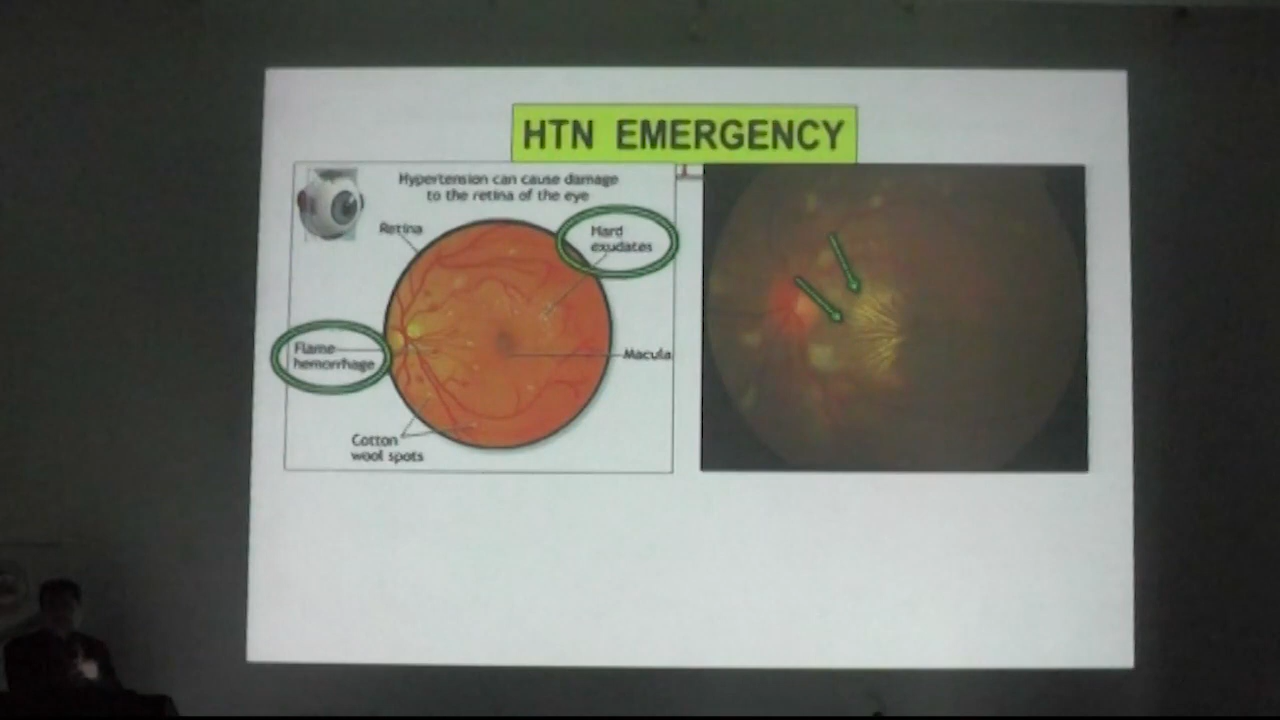 HTN EMERGENCY
Hypertension can cause damage
to the retina of the eye
Retina
Hard
exudates
Flame
hemorrhage
Macula
Cotton
wool spots